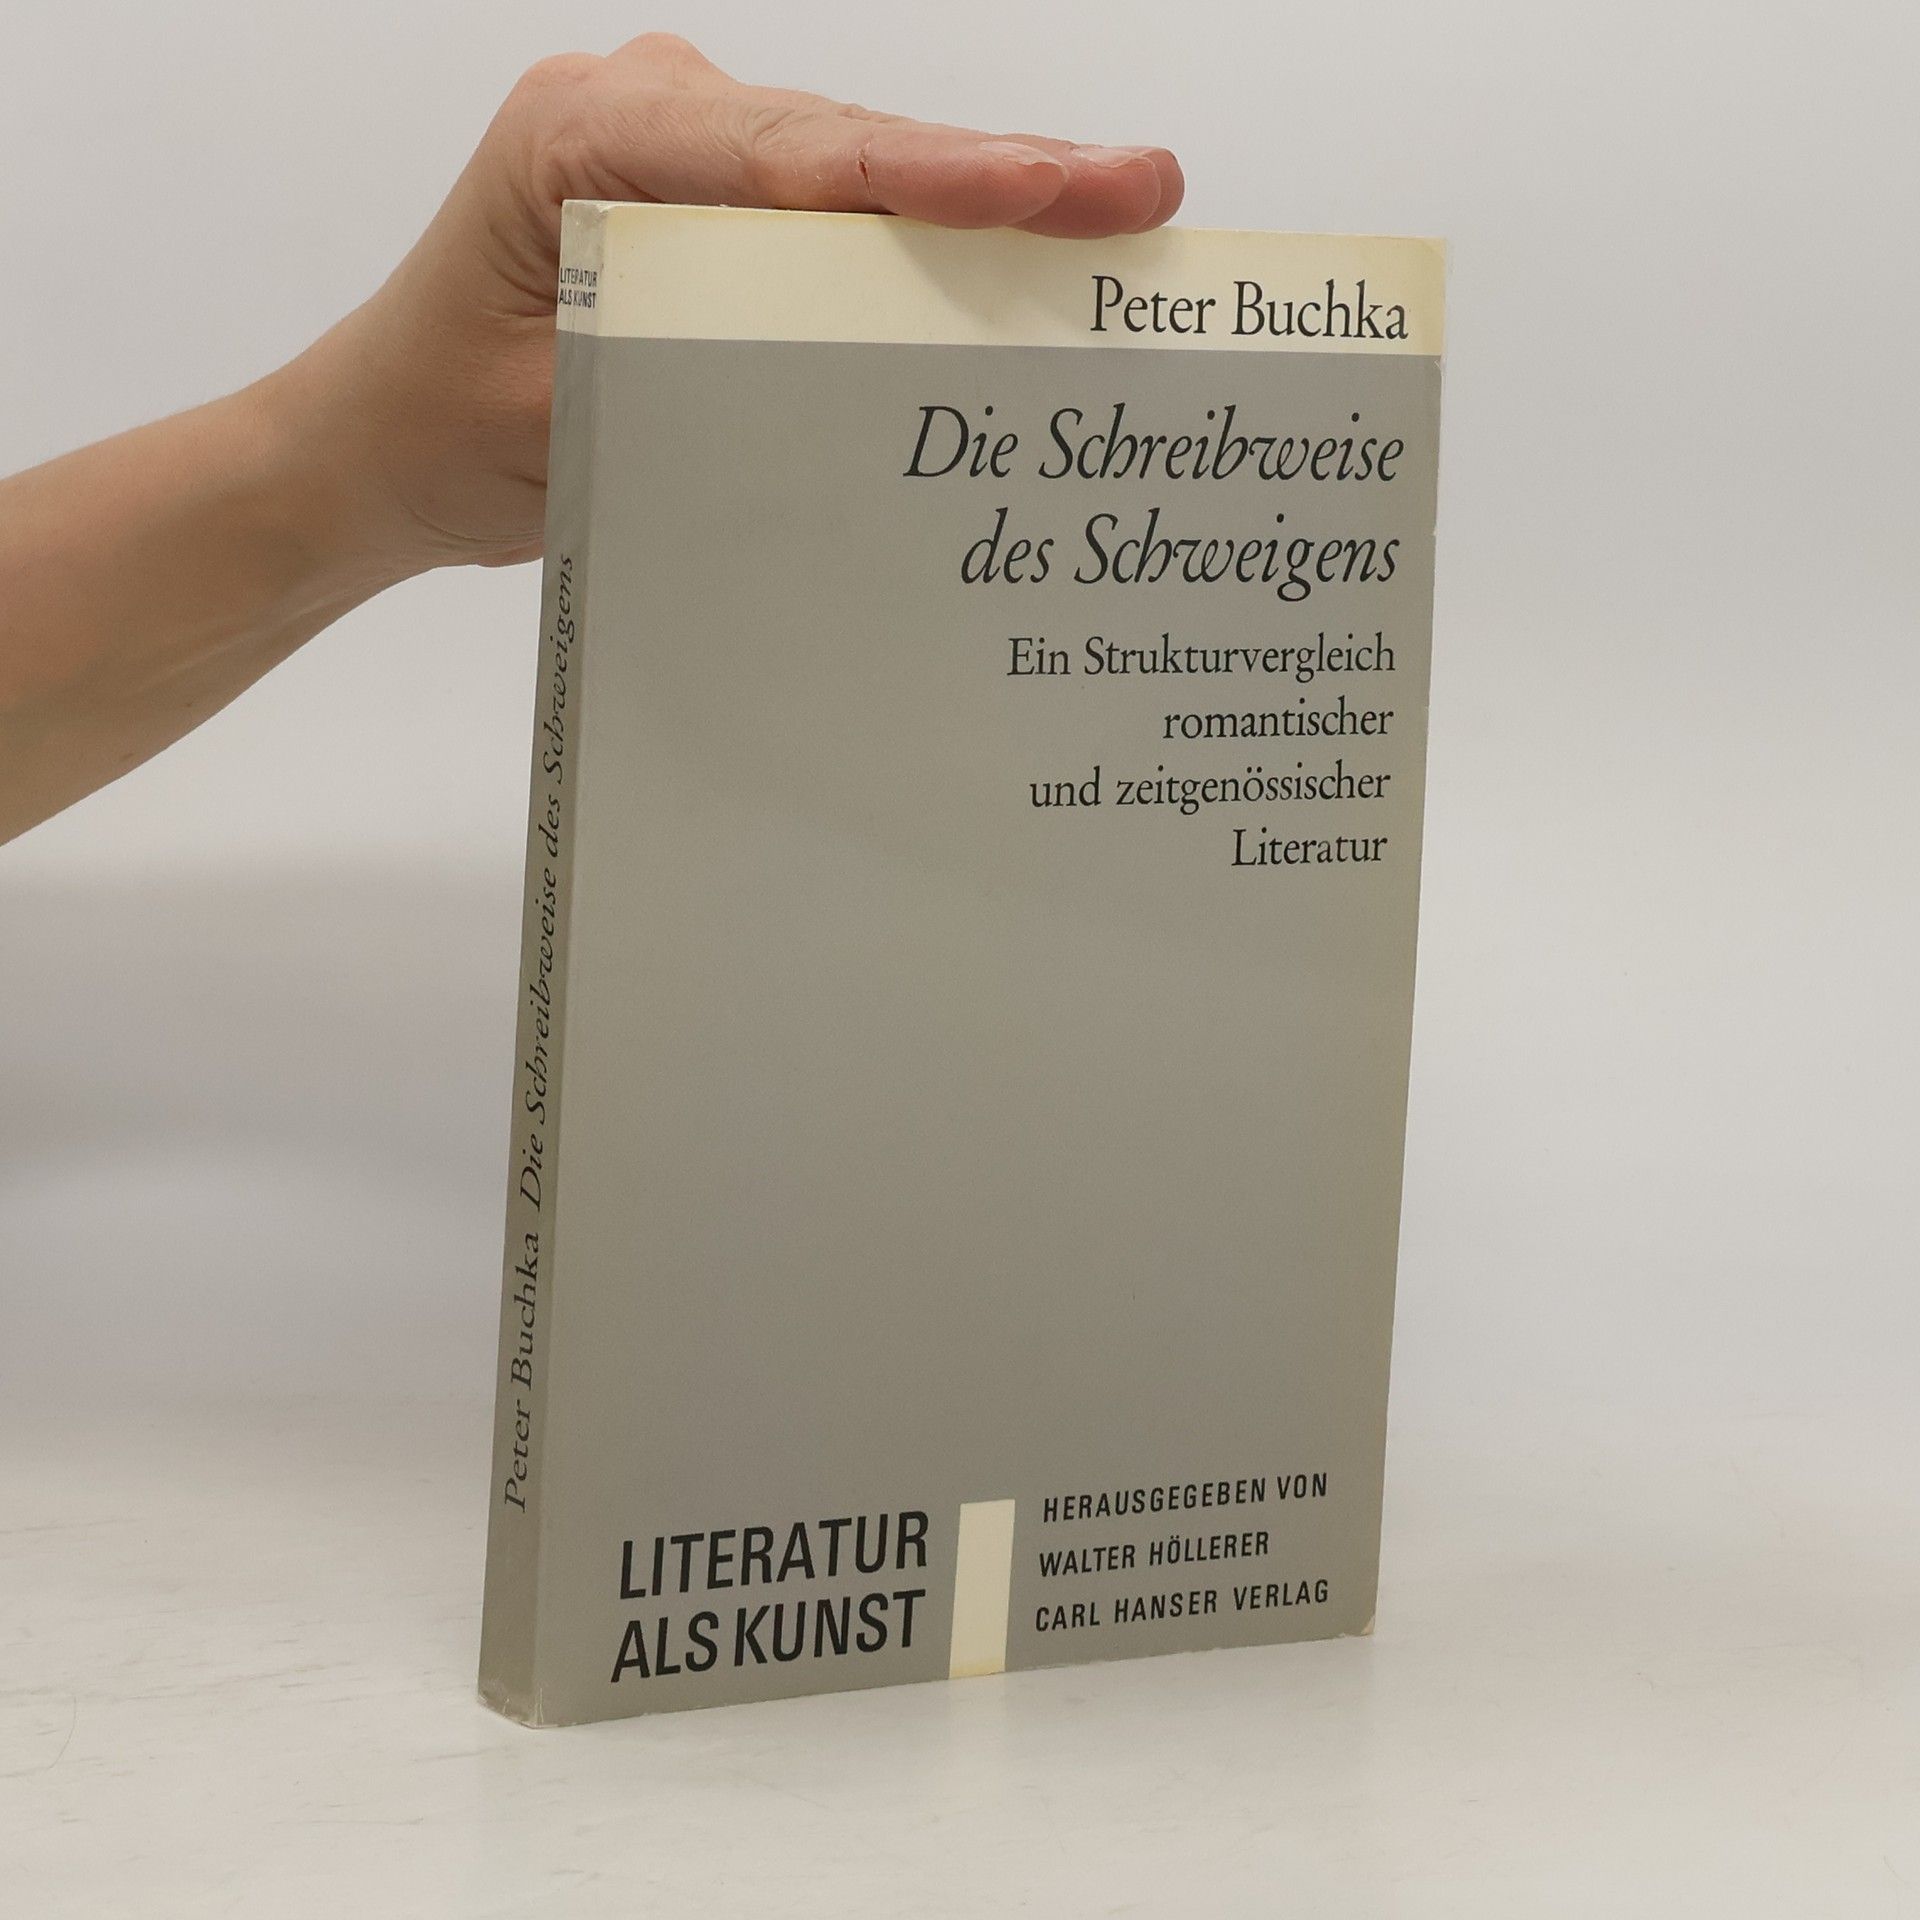 LITERATUR
ALS KUNST
Peter Buchka Die Schreibweise des Schweigens
Peter Buchka
Die Schreibweise
des Schweigens
Ein Strukturvergleich
romantischer
und zeitgenössischer
Literatur
LITERATUR
ALS KUNST
HERAUSGEGEBEN VON
WALTER HÖLLERER
CARL HANSER VERLAG